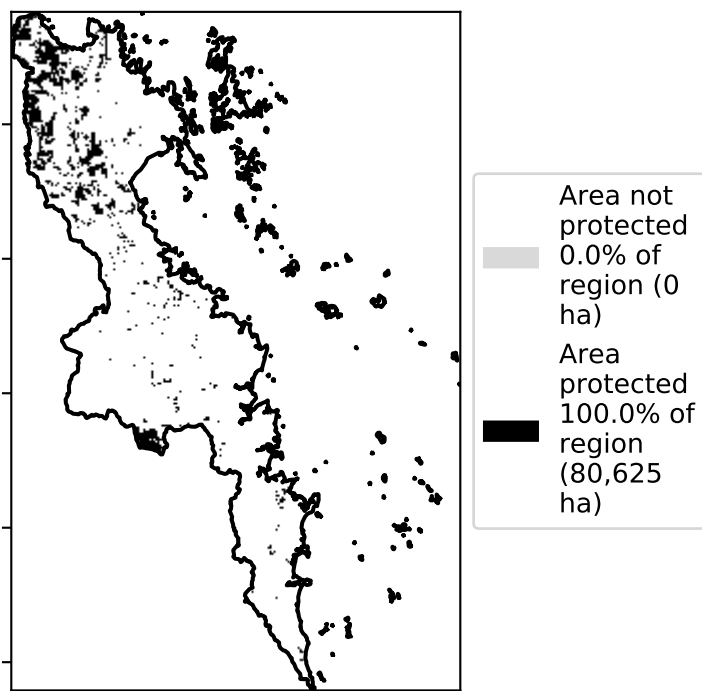 Area not
protected
0.0% of
region (0
ha)
Area
protected
100.0% of
region
(80,625
ha)